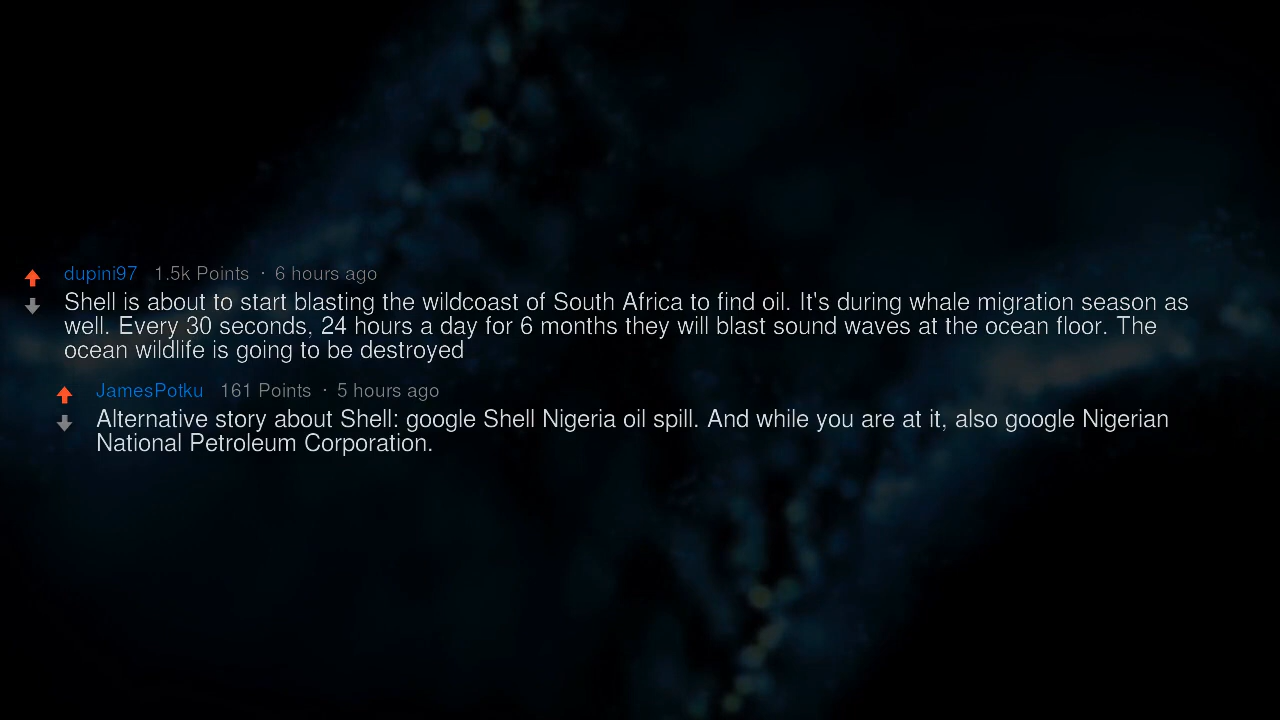 dupini97 1.5k Points · 6 hours ago
Shell is about to start blasting the wildcoast of South Africa to find oil. It's during whale migration season as
well. Every 30 seconds, 24 hours a day for 6 months they will blast sound waves at the ocean floor. The
ocean wildlife is going to be destroyed
JamesPotku 161 Points · 5 hours ago
Alternative story about Shell: google Shell Nigeria oil spill. And while you are at it, also google Nigerian
National Petroleum Corporation.